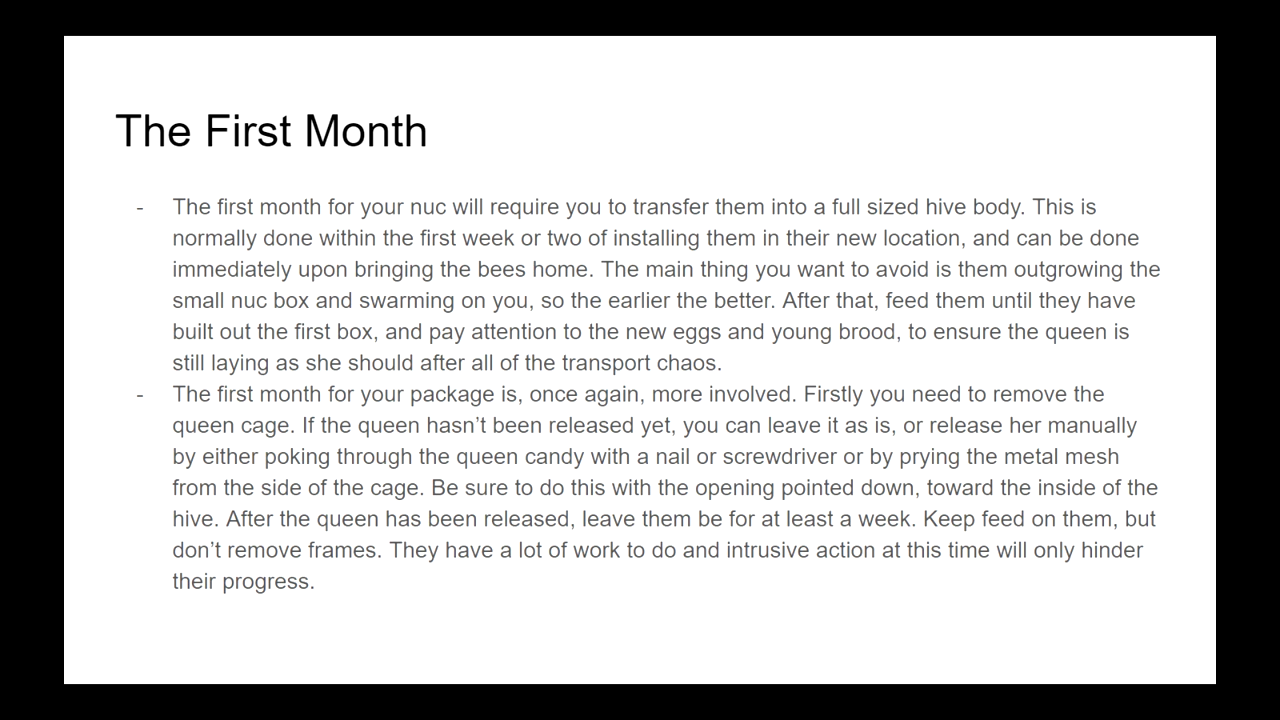 The First Month
- The first month for your nuc will require you to transfer them into a full sized hive body. This is
normally done within the first week or two of installing them in their new location, and can be done
immediately upon bringing the bees home. The main thing you want to avoid is them outgrowing the
small nuc box and swarming on you, so the earlier the better. After that, feed them until they have
built out the first box, and pay attention to the new eggs and young brood, to ensure the queen is
still laying as she should after all of the transport chaos.
- The first month for your package is, once again, more involved. Firstly you need to remove the
queen cage. If the queen hasn’t been released yet, you can leave it as is, or release her manually
by either poking through the queen candy with a nail or screwdriver or by prying the metal mesh
from the side of the cage. Be sure to do this with the opening pointed down, toward the inside of the
hive. After the queen has been released, leave them be for at least a week. Keep feed on them, but
don’t remove frames. They have a lot of work to do and intrusive action at this time will only hinder
their progress.